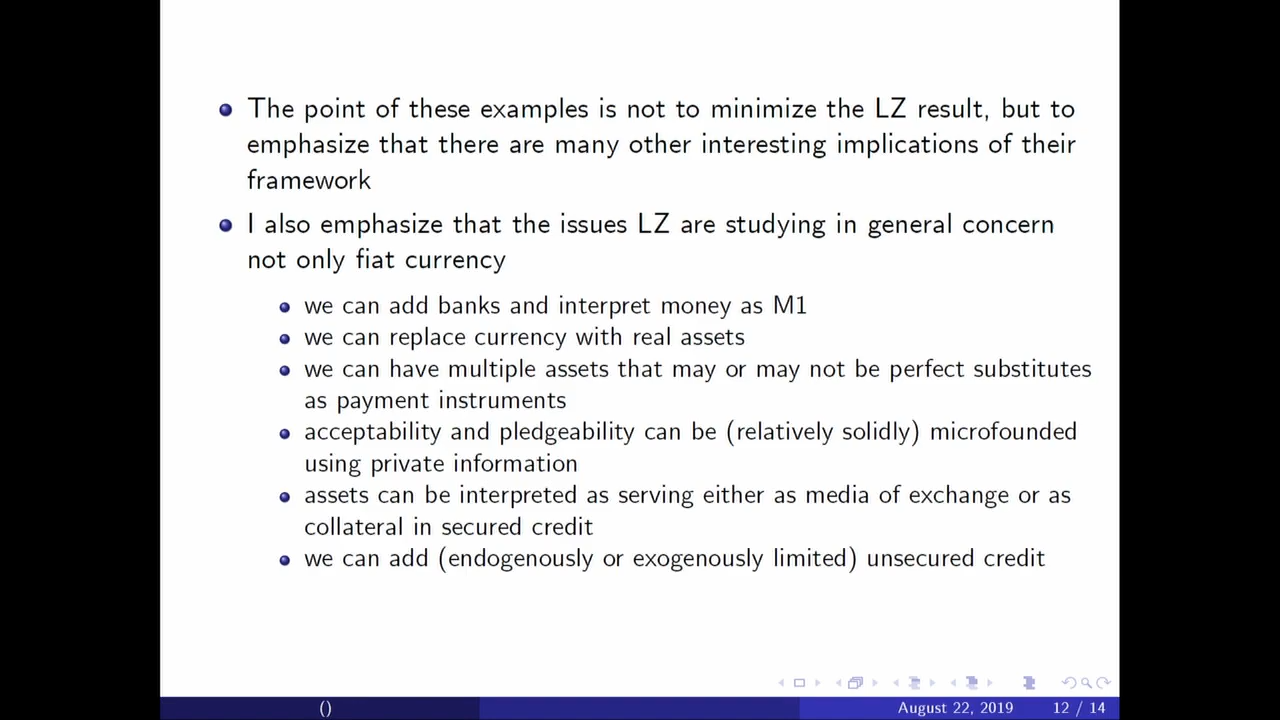 The point of these examples is not to minimize the LZ result, but to
emphasize that there are many other interesting implications of their
framework
I also emphasize that the issues LZ are studying in general concern
not only fiat currency
we can add banks and interpret money as M1
we can replace currency with real assets
we can have multiple assets that may or may not be perfect substitutes
as payment instruments
acceptability and pledgeability can be (relatively solidly) microfounded
using private information
assets can be interpreted as serving either as media of exchange or as
collateral in secured credit
we can add (endogenously or exogenously limited) unsecured credit
() August 22, 2019 12 / 14